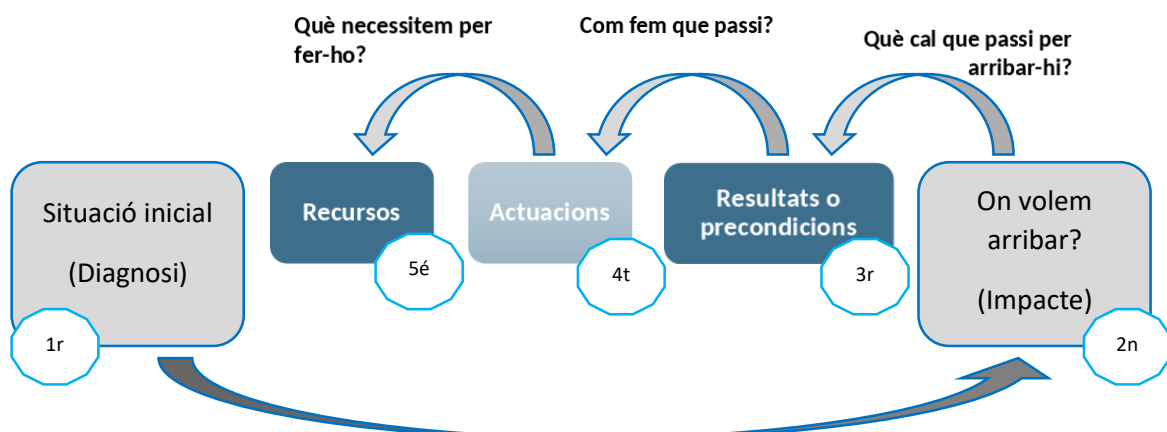 Què necessitem per
fer-ho?
Com fem que passi?
Què cal que passi per
arribar-hi?
Situació inicial
(Diagnosi)
1r
Recursos
5é
Actuacions
4t
Resultats o
precondicions
3r
On volem
arribar?
(Impacte)
2n